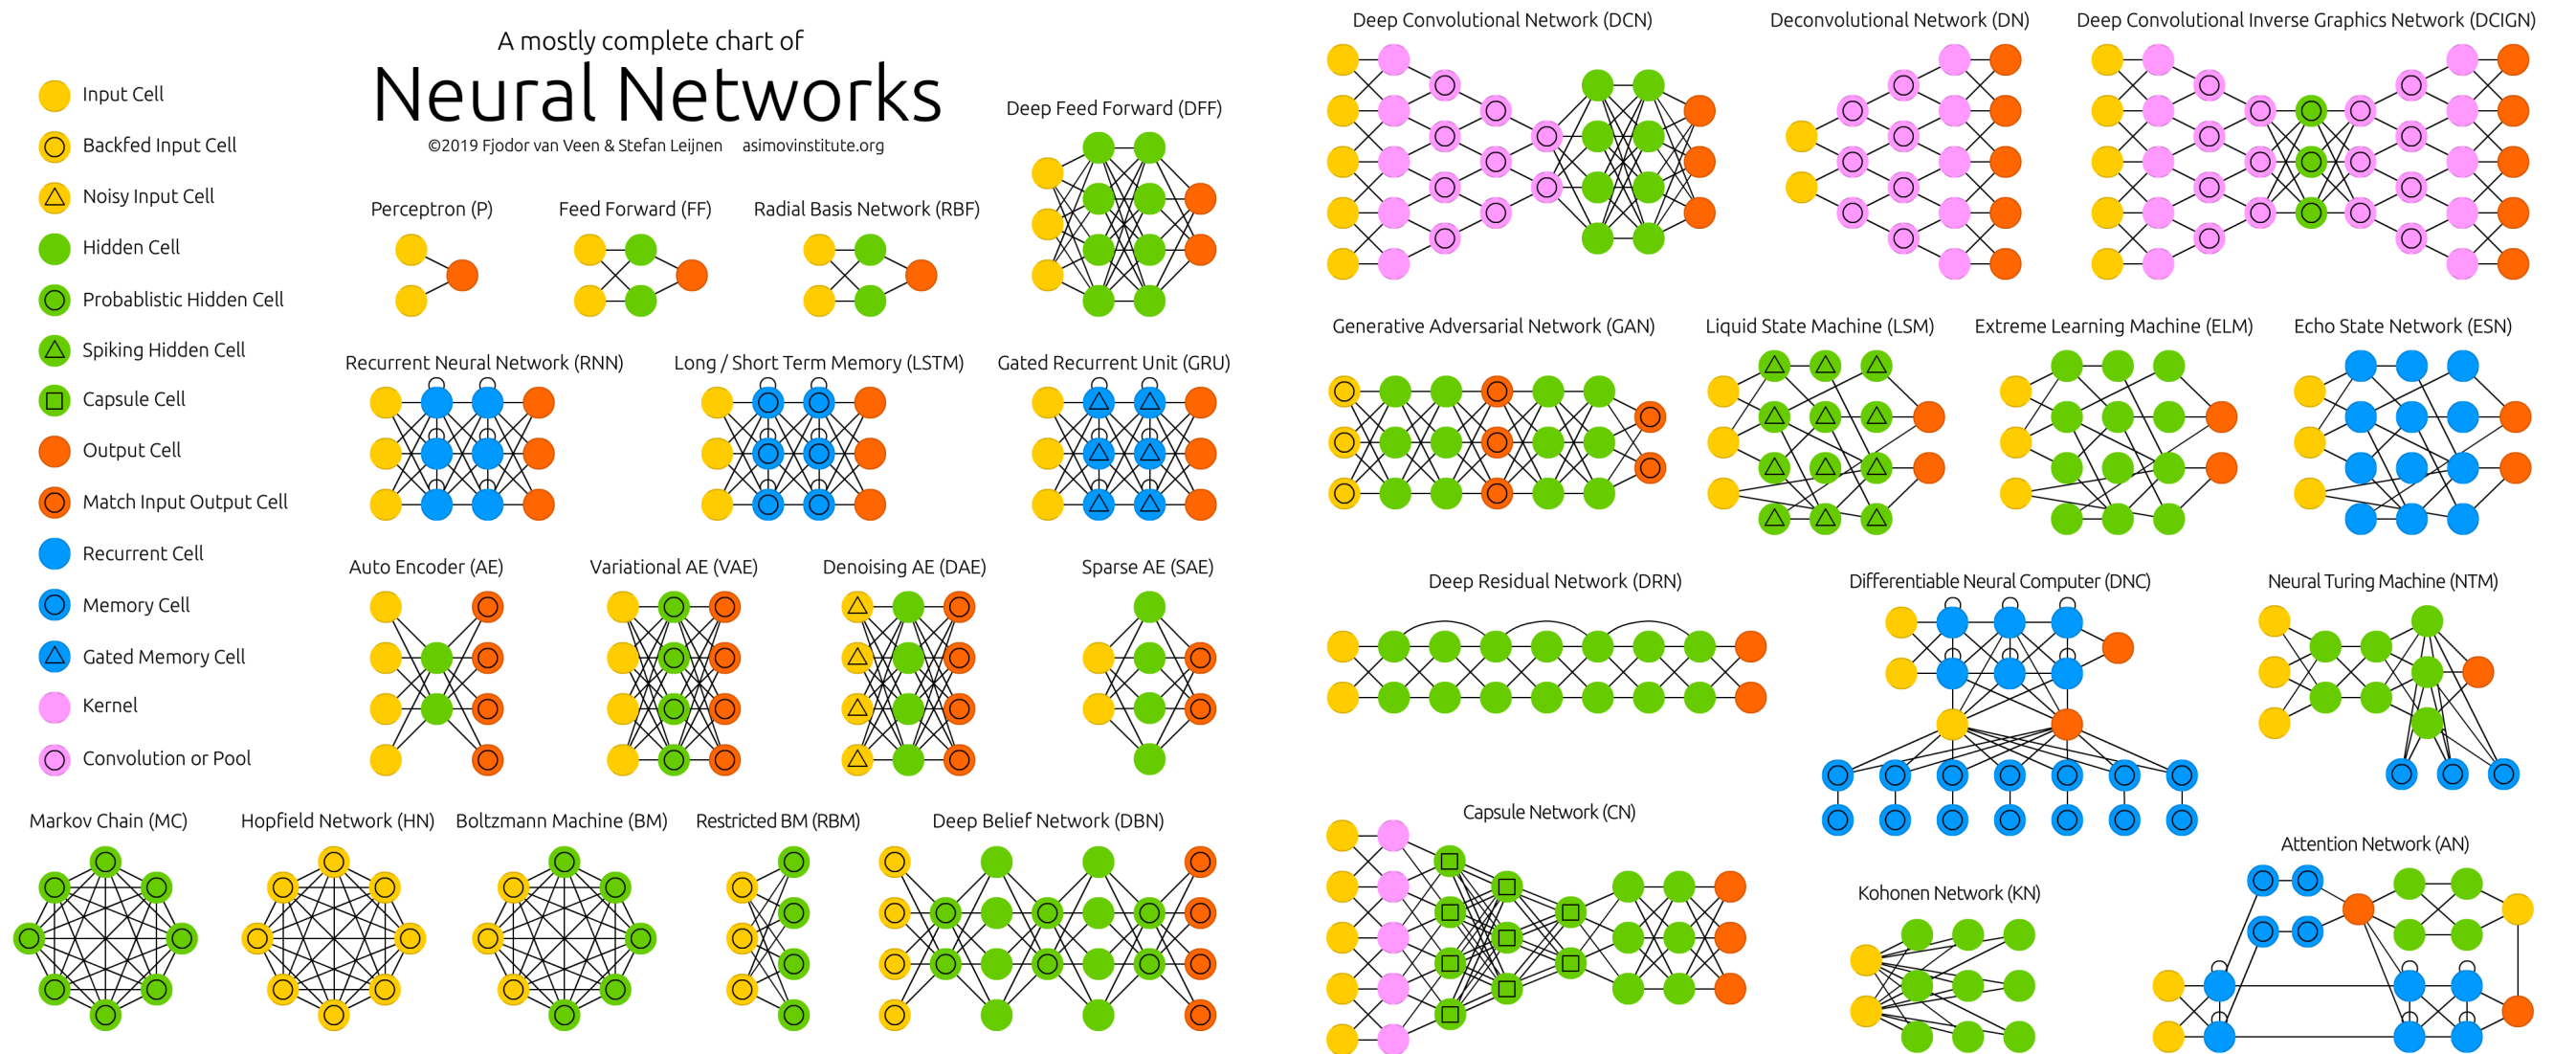 A mostly complete chart of
Neural Networks
©2019 Fjodor van Veen & Stefan Leijnen asimovinstitute.org
Input Cell
Backfed Input Cell
Noisy Input Cell
Hidden Cell
Probablistic Hidden Cell
Spiking Hidden Cell
Capsule Cell
Output Cell
Match Input Output Cell
Recurrent Cell
Memory Cell
Gated Memory Cell
Kernel
Convolution or Pool
Perceptron (P)
Feed Forward (FF)
Radial Basis Network (RBF)
Deep Feed Forward (DFF)
Recurrent Neural Network (RNN)
Long / Short Term Memory (LSTM)
Gated Recurrent Unit (GRU)
Auto Encoder (AE)
Variational AE (VAE)
Denoising AE (DAE)
Sparse AE (SAE)
Markov Chain (MC)
Hopfield Network (HN)
Boltzmann Machine (BM)
Restricted BM (RBM)
Deep Belief Network (DBN)
Deep Convolutional Network (DCN)
Deconvolutional Network (DN)
Deep Convolutional Inverse Graphics Network (DCIGN)
Generative Adversarial Network (GAN)
Liquid State Machine (LSM)
Extreme Learning Machine (ELM)
Echo State Network (ESN)
Deep Residual Network (DRN)
Differentiable Neural Computer (DNC)
Neural Turing Machine (NTM)
Capsule Network (CN)
Kohonen Network (KN)
Attention Network (AN)